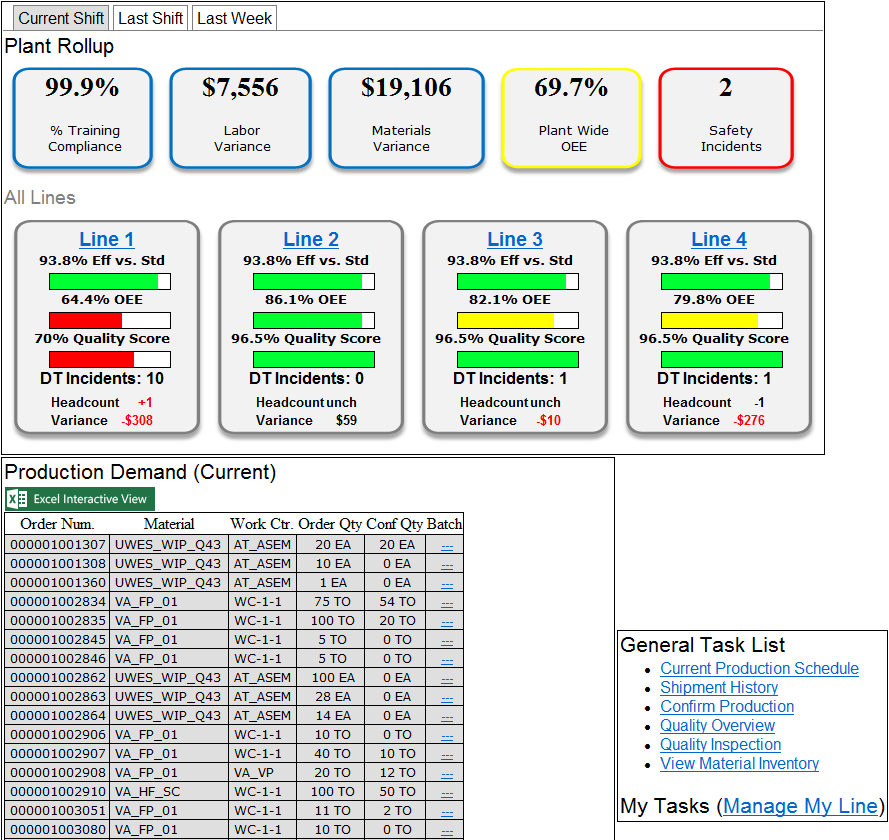 Current Shift Last Shift Last Week
Plant Rollup
99.9% $7,556 $19,106 69.7% 2
% Training Labor Materials Plant Wide Safety
Compliance Variance Variance OEE Incidents
All Lines
Line 1 Line 2 Line 3 Line 4
93.8% Eff vs. Std 93.8% Eff vs. Std 93.8% Eff vs. Std 93.8% Eff vs. Std
64.4% OEE 86.1% OEE 82.1% OEE 79.8% OEE
70% Quality Score 96.5% Quality Score 96.5% Quality Score 96.5% Quality Score
DT Incidents: 10 DT Incidents: 0 DT Incidents: 1 DT Incidents: 1
Headcount +1 Headcount unch Headcount unch Headcount -1
Variance -$308 Variance $59 Variance -$10 Variance -$276
Production Demand (Current)
Excel Interactive View
Order Num. Material Work Ctr. Order Qty Conf Qty Batch
000001001307 UWES_WIP_Q43 AT_ASEM 20 EA 20 EA ---
000001001308 UWES_WIP_Q43 AT_ASEM 10 EA 0 EA ---
000001001360 UWES_WIP_Q43 AT_ASEM 1 EA 0 EA ---
000001002834 VA_FP_01 WC-1-1 75 TO 54 TO ---
000001002835 VA_FP_01 WC-1-1 100 TO 20 TO ---
000001002845 VA_FP_01 WC-1-1 5 TO 0 TO ---
000001002846 VA_FP_01 WC-1-1 5 TO 0 TO ---
000001002862 UWES_WIP_Q43 AT_ASEM 100 EA 0 EA ---
000001002863 UWES_WIP_Q43 AT_ASEM 28 EA 0 EA ---
000001002864 UWES_WIP_Q43 AT_ASEM 14 EA 0 EA ---
000001002906 VA_FP_01 WC-1-1 10 TO 0 TO ---
000001002907 VA_FP_01 WC-1-1 40 TO 10 TO ---
000001002908 VA_FP_01 VA_VP 20 TO 12 TO ---
000001002910 VA_HF_SC WC-1-1 100 TO 50 TO ---
000001003051 VA_FP_01 WC-1-1 11 TO 2 TO ---
000001003080 VA_FP_01 WC-1-1 10 TO 0 TO ---
General Task List
• Current Production Schedule
• Shipment History
• Confirm Production
• Quality Overview
• Quality Inspection
• View Material Inventory
My Tasks (Manage My Line)